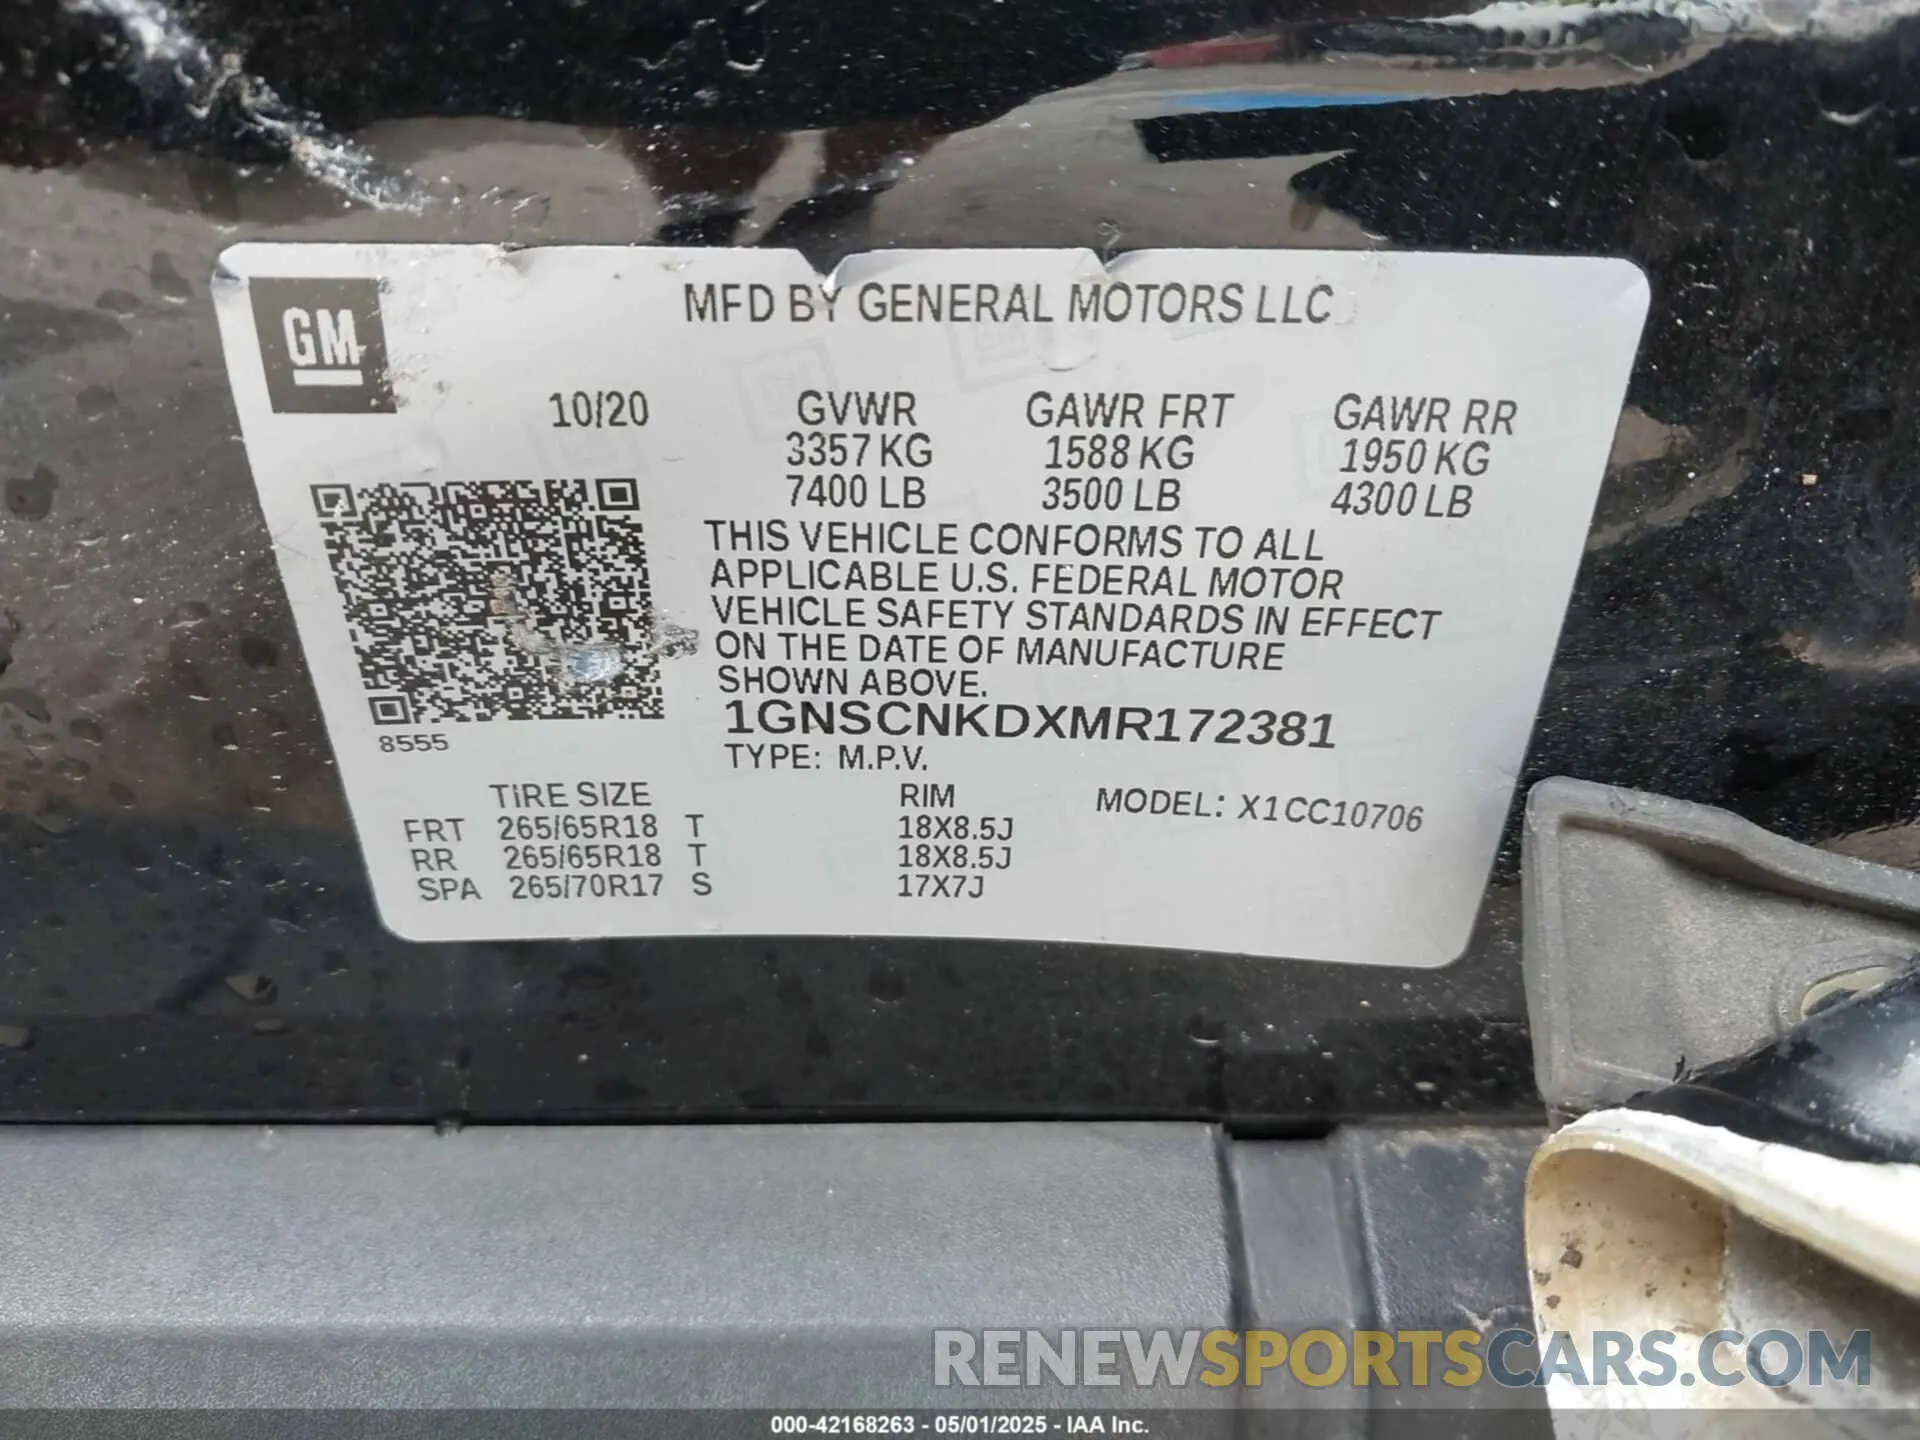 MFD BY GENERAL MOTORS LLC
GM
10/20 GVWR GAWR FRT GAWR RR
3357 KG 1588 KG 1950 KG
7400 LB 3500 LB 4300 LB
THIS VEHICLE CONFORMS TO ALL
APPLICABLE U.S. FEDERAL MOTOR
VEHICLE SAFETY STANDARDS IN EFFECT
ON THE DATE OF MANUFACTURE
SHOWN ABOVE.
1GNSCNKDXMR172381
8555
TYPE: M.P.V.
TIRE SIZE RIM MODEL: X1CC10706
FRT 265/65R18 T 18X8.5J
RR 265/65R18 T 18X8.5J
SPA 265/70R17 S 17X7J
RENEWSPORTSCARS.COM
000-42168263 - 05/01/2025 - IAA Inc.